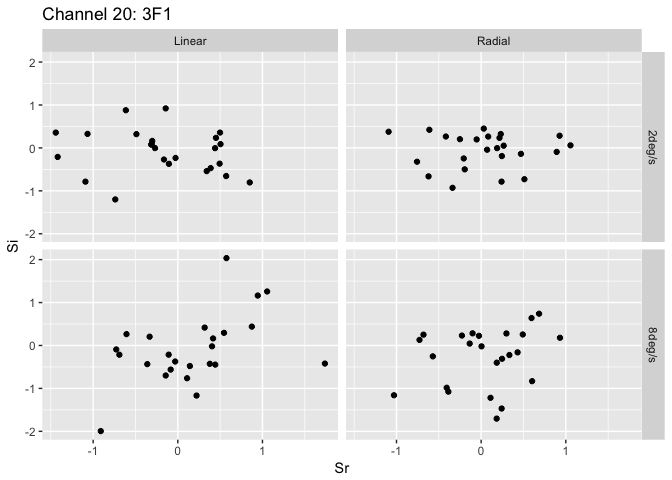 Channel 20: 3F1
Linear Radial
2
1
0
-1
-2
2deg/s
Si
2
1
0
-1
-2
8deg/s
-1 0 1 -1 0 1
Sr